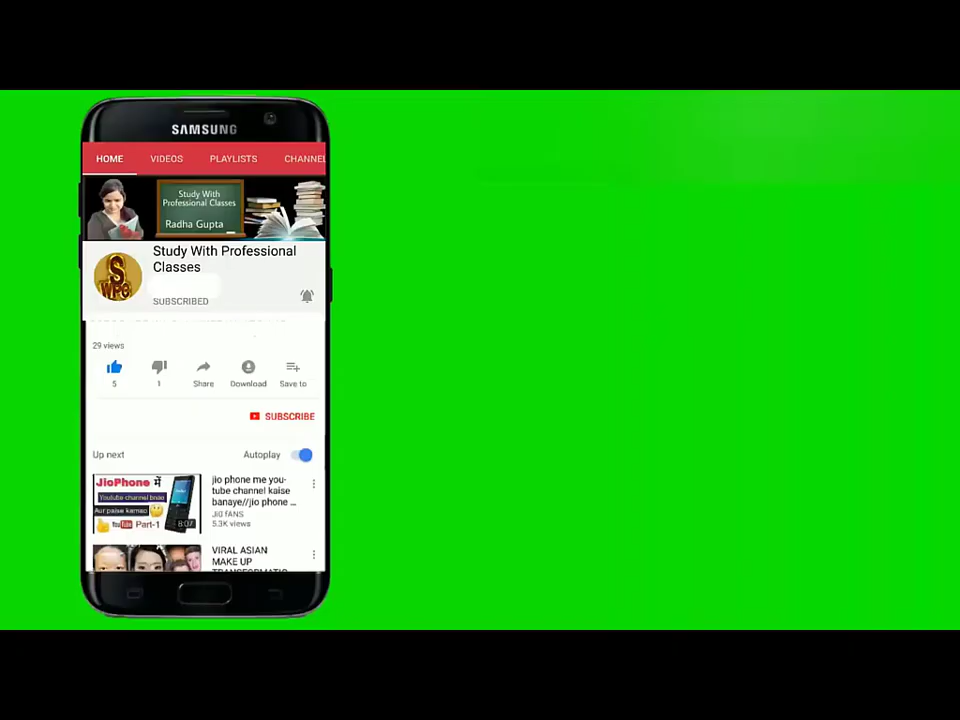 SAMSUNG
HOME VIDEOS PLAYLISTS CHANNEL
Study With
Professional Classes
Radha Gupta
Study With Professional
Classes
S
WPC
SUBSCRIBED
29 views
5 1 Share Download Save to
SUBSCRIBE
Up next Autoplay
JioPhone में
Youtube channel bnao
Aur paise kamao
YouTube Part-1
8:07
jio phone me you-
tube channel kaise
banaye//jio phone ...
Jio FANS
5.3K views
VIRAL ASIAN
MAKE UP
TRANSFORMATIC